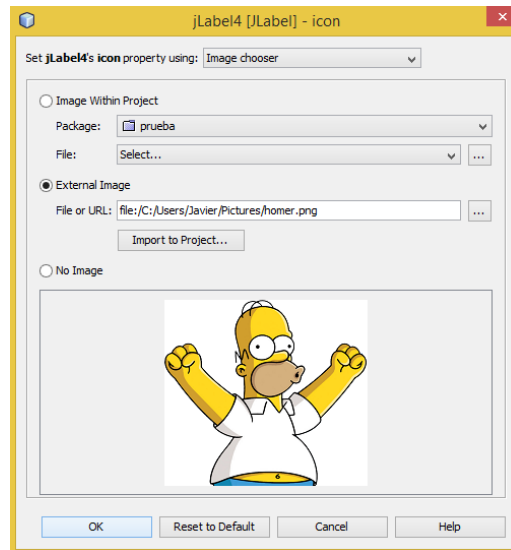 jLabel4 [JLabel] - icon
Set jLabel4's icon property using: Image chooser
Image Within Project
Package: prueba
File: Select...
...
External Image
File or URL: file:/C:/Users/Javier/Pictures/homer.png
...
Import to Project...
No Image
OK Reset to Default Cancel Help